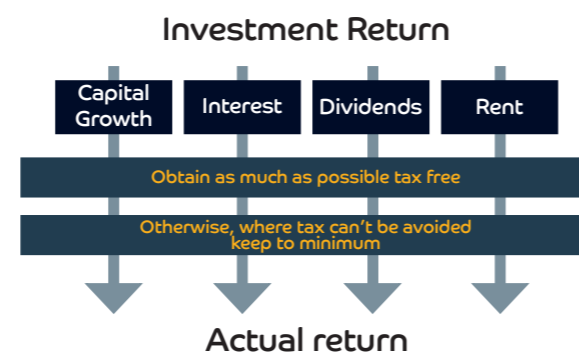 Investment Return
Capital
Growth
Interest
Dividends
Rent
Obtain as much as possible tax free
Otherwise, where tax can't be avoided
keep to minimum
Actual return